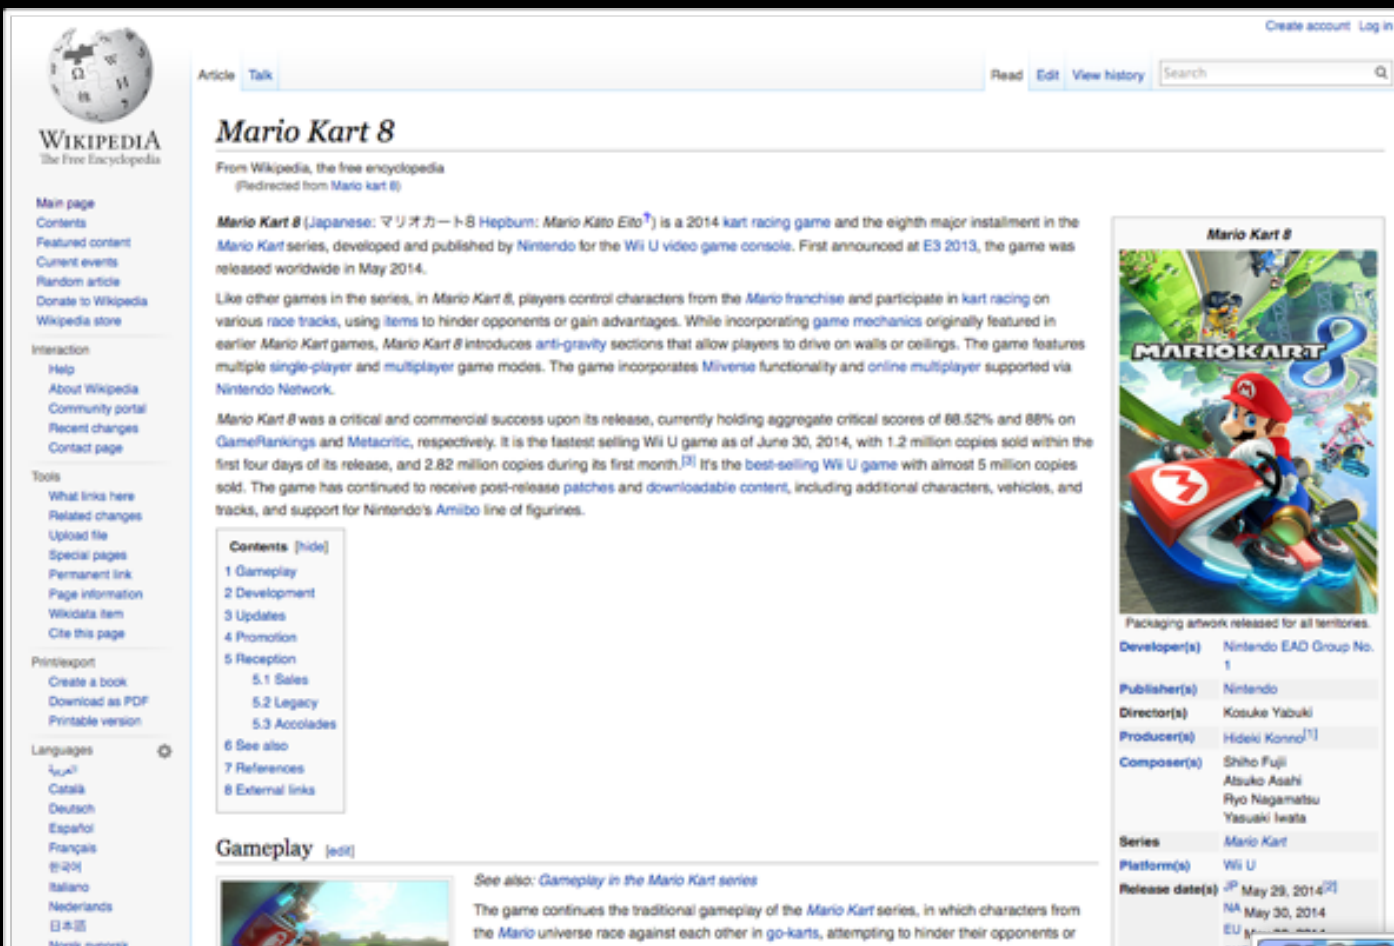 Create account Log in
WIKIPEDIA
The Free Encyclopedia
Article Talk
Read Edit View history Search
Mario Kart 8
From Wikipedia, the free encyclopedia
(Redirected from Mario kart 8)
Main page
Contents
Featured content
Current events
Random article
Donate to Wikipedia
Wikipedia store
Interaction
Help
About Wikipedia
Community portal
Recent changes
Contact page
Tools
What links here
Related changes
Upload file
Special pages
Permanent link
Page information
Wikidata item
Cite this page
Print/export
Create a book
Download as PDF
Printable version
Languages
العربية
Català
Deutsch
Español
Français
한국어
Italiano
Nederlands
日本語
Norsk
Mario Kart 8 (Japanese: マリオカート8 Hepburn: Mario Kāto Eito?) is a 2014 kart racing game and the eighth major installment in the
Mario Kart series, developed and published by Nintendo for the Wii U video game console. First announced at E3 2013, the game was
released worldwide in May 2014.
Like other games in the series, in Mario Kart 8, players control characters from the Mario franchise and participate in kart racing on
various race tracks, using items to hinder opponents or gain advantages. While incorporating game mechanics originally featured in
earlier Mario Kart games, Mario Kart 8 introduces anti-gravity sections that allow players to drive on walls or ceilings. The game features
multiple single-player and multiplayer game modes. The game incorporates Miiverse functionality and online multiplayer supported via
Nintendo Network.
Mario Kart 8 was a critical and commercial success upon its release, currently holding aggregate critical scores of 88.52% and 88% on
GameRankings and Metacritic, respectively. It is the fastest selling Wii U game as of June 30, 2014, with 1.2 million copies sold within the
first four days of its release, and 2.82 million copies during its first month.[3] It's the best-selling Wii U game with almost 5 million copies
sold. The game has continued to receive post-release patches and downloadable content, including additional characters, vehicles, and
tracks, and support for Nintendo's Amiibo line of figurines.
Contents [hide]
1 Gameplay
2 Development
3 Updates
4 Promotion
5 Reception
5.1 Sales
5.2 Legacy
5.3 Accolades
6 See also
7 References
8 External links
Gameplay [edit]
See also: Gameplay in the Mario Kart series
The game continues the traditional gameplay of the Mario Kart series, in which characters from
the Mario universe race against each other in go-karts, attempting to hinder their opponents or
Mario Kart 8
MARIOKART 8
M
M
Packaging artwork released for all territories.
Developer(s) Nintendo EAD Group No.
1
Publisher(s) Nintendo
Director(s) Kosuke Yabuki
Producer(s) Hideki Konno[1]
Composer(s) Shiho Fujii
Atsuko Asahi
Ryo Nagamatsu
Yasuaki Iwata
Series Mario Kart
Platform(s) Wii U
Release date(s) JP May 29, 2014[2]
NA May 30, 2014
EU